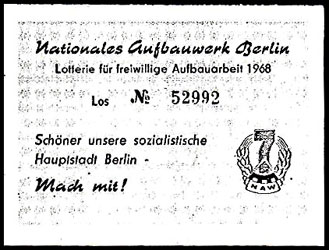 Nationales Aufbauwerk Berlin
Lotterie für freiwillige Aufbauarbeit 1968
Los № 52992
Schöner unsere sozialistische
Hauptstadt Berlin -
Mach mit!
7
NAW